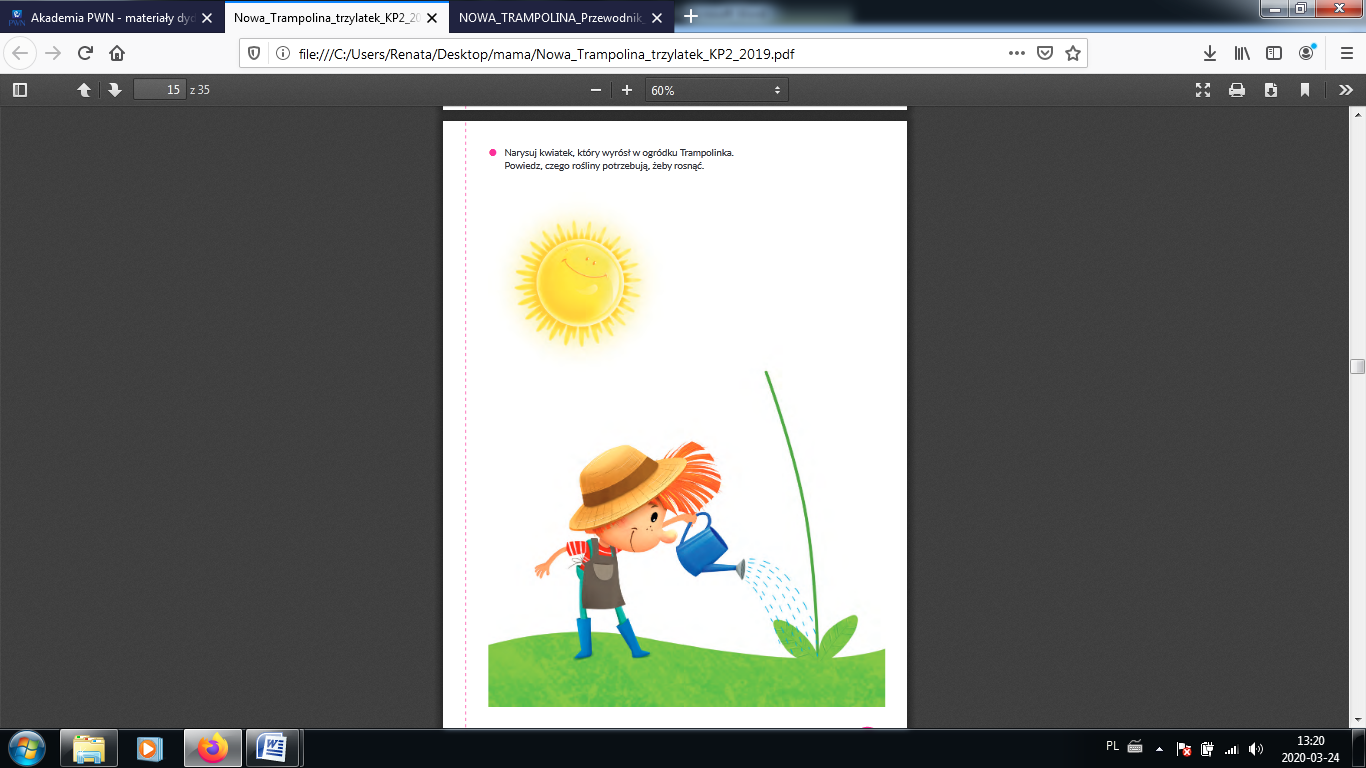 Akademia PWN - materiały dyd
Nowa_Trampolina_trzylatek_KP2_20
NOWA_TRAMPOLINA_Przewodnik_
file:///C:/Users/Renata/Desktop/mama/Nowa_Trampolina_trzylatek_KP2_2019.pdf
15 z 35
60%
Narysuj kwiatek, który wyrósł w ogródku Trampolinka.
Powiedz, czego rośliny potrzebują, żeby rosnąć.
PL
13:20
2020-03-24